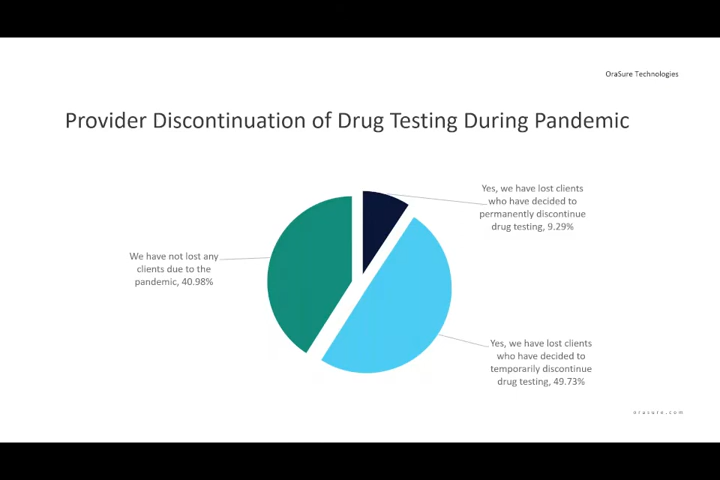 OraSure Technologies
Provider Discontinuation of Drug Testing During Pandemic
Yes, we have lost clients
who have decided to
permanently discontinue
drug testing, 9.29%
We have not lost any
clients due to the
pandemic, 40.98%
Yes, we have lost clients
who have decided to
temporarily discontinue
drug testing, 49.73%
orasure.com